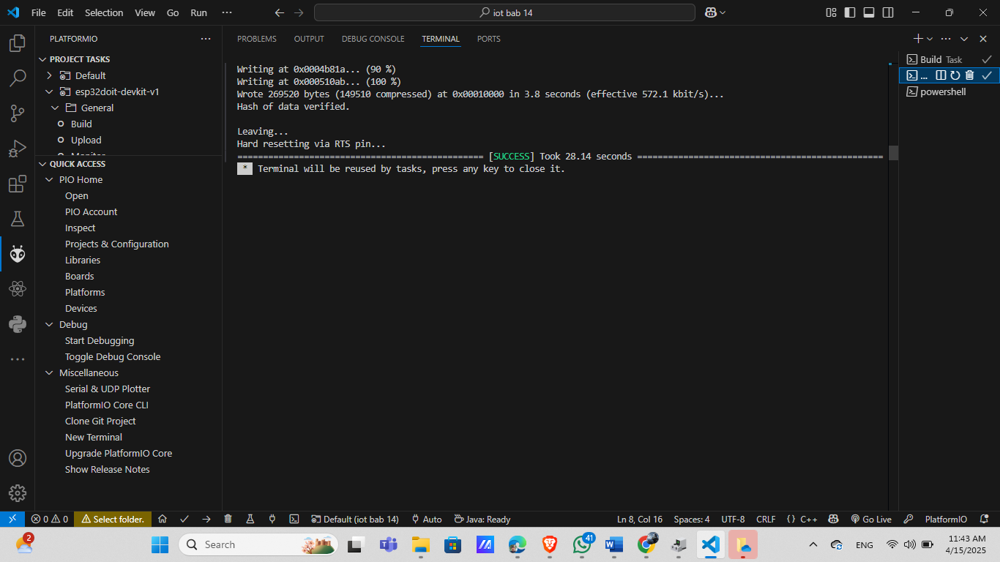 File Edit Selection View Go Run ···
iot bab 14
PLATFORMIO
PROJECT TASKS
Default
esp32doit-devkit-v1
General
Build
Upload
Monitor
QUICK ACCESS
PIO Home
Open
PIO Account
Inspect
Projects & Configuration
Libraries
Boards
Platforms
Devices
Debug
Start Debugging
Toggle Debug Console
Miscellaneous
Serial & UDP Plotter
PlatformIO Core CLI
Clone Git Project
New Terminal
Upgrade PlatformIO Core
Show Release Notes
PROBLEMS OUTPUT DEBUG CONSOLE TERMINAL PORTS
Writing at 0x0004b81a... (90 %)
Writing at 0x000510ab... (100 %)
Wrote 269520 bytes (149510 compressed) at 0x00010000 in 3.8 seconds (effective 572.1 kbit/s)...
Hash of data verified.
Leaving...
Hard resetting via RTS pin...
================================================ [SUCCESS] Took 28.14 seconds ================================================
* Terminal will be reused by tasks, press any key to close it.
Build Task
...
powershell
0 0 Select folder. Default (iot bab 14) Auto Java: Ready Ln 8, Col 16 Spaces: 4 UTF-8 CRLF {} C++ Go Live PlatformIO
2 Search 41 ENG 11:43 AM
4/15/2025